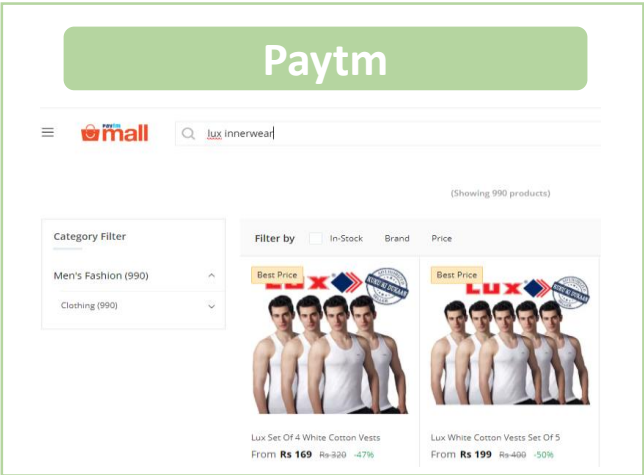 Paytm
paytm
mall
lux innerwear
(Showing 990 products)
Category Filter
Men's Fashion (990)
Clothing (990)
Filter by
In-Stock
Brand
Price
Best Price
LUX
Lux Set Of 4 White Cotton Vests
From Rs 169 Rs 320 -47%
Best Price
LUX
Lux White Cotton Vests Set Of 5
From Rs 199 Rs 400 -50%